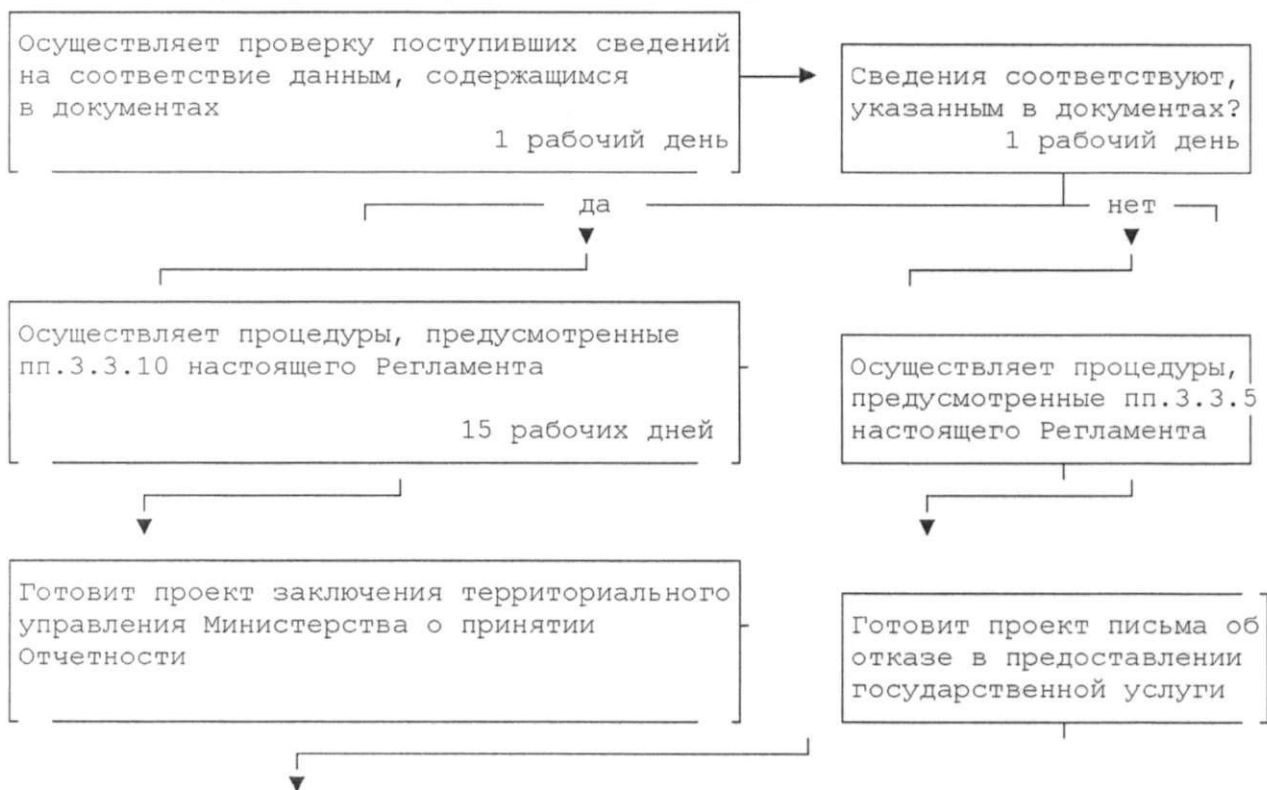 Осуществляет проверку поступивших сведений
на соответствие данным, содержащимся
в документах
1 рабочий день
Сведения соответствуют,
указанным в документах?
1 рабочий день
да
нет
Осуществляет процедуры, предусмотренные
пп.3.3.10 настоящего Регламента
15 рабочих дней
Осуществляет процедуры,
предусмотренные пп.3.3.5
настоящего Регламента
Готовит проект заключения территориального
управления Министерства о принятии
Отчетности
Готовит проект письма об
отказе в предоставлении
государственной услуги